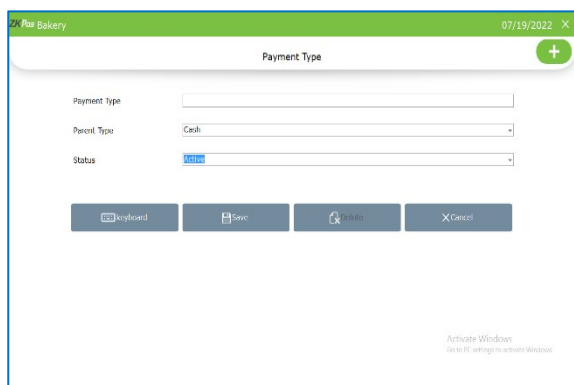 ZKPos Bakery 07/19/2022 X
Payment Type
+
Payment Type
Parent Type Cash
Status Active
keyboard Save Delete Cancel
Activate Windows
Go to PC settings to activate Windows.